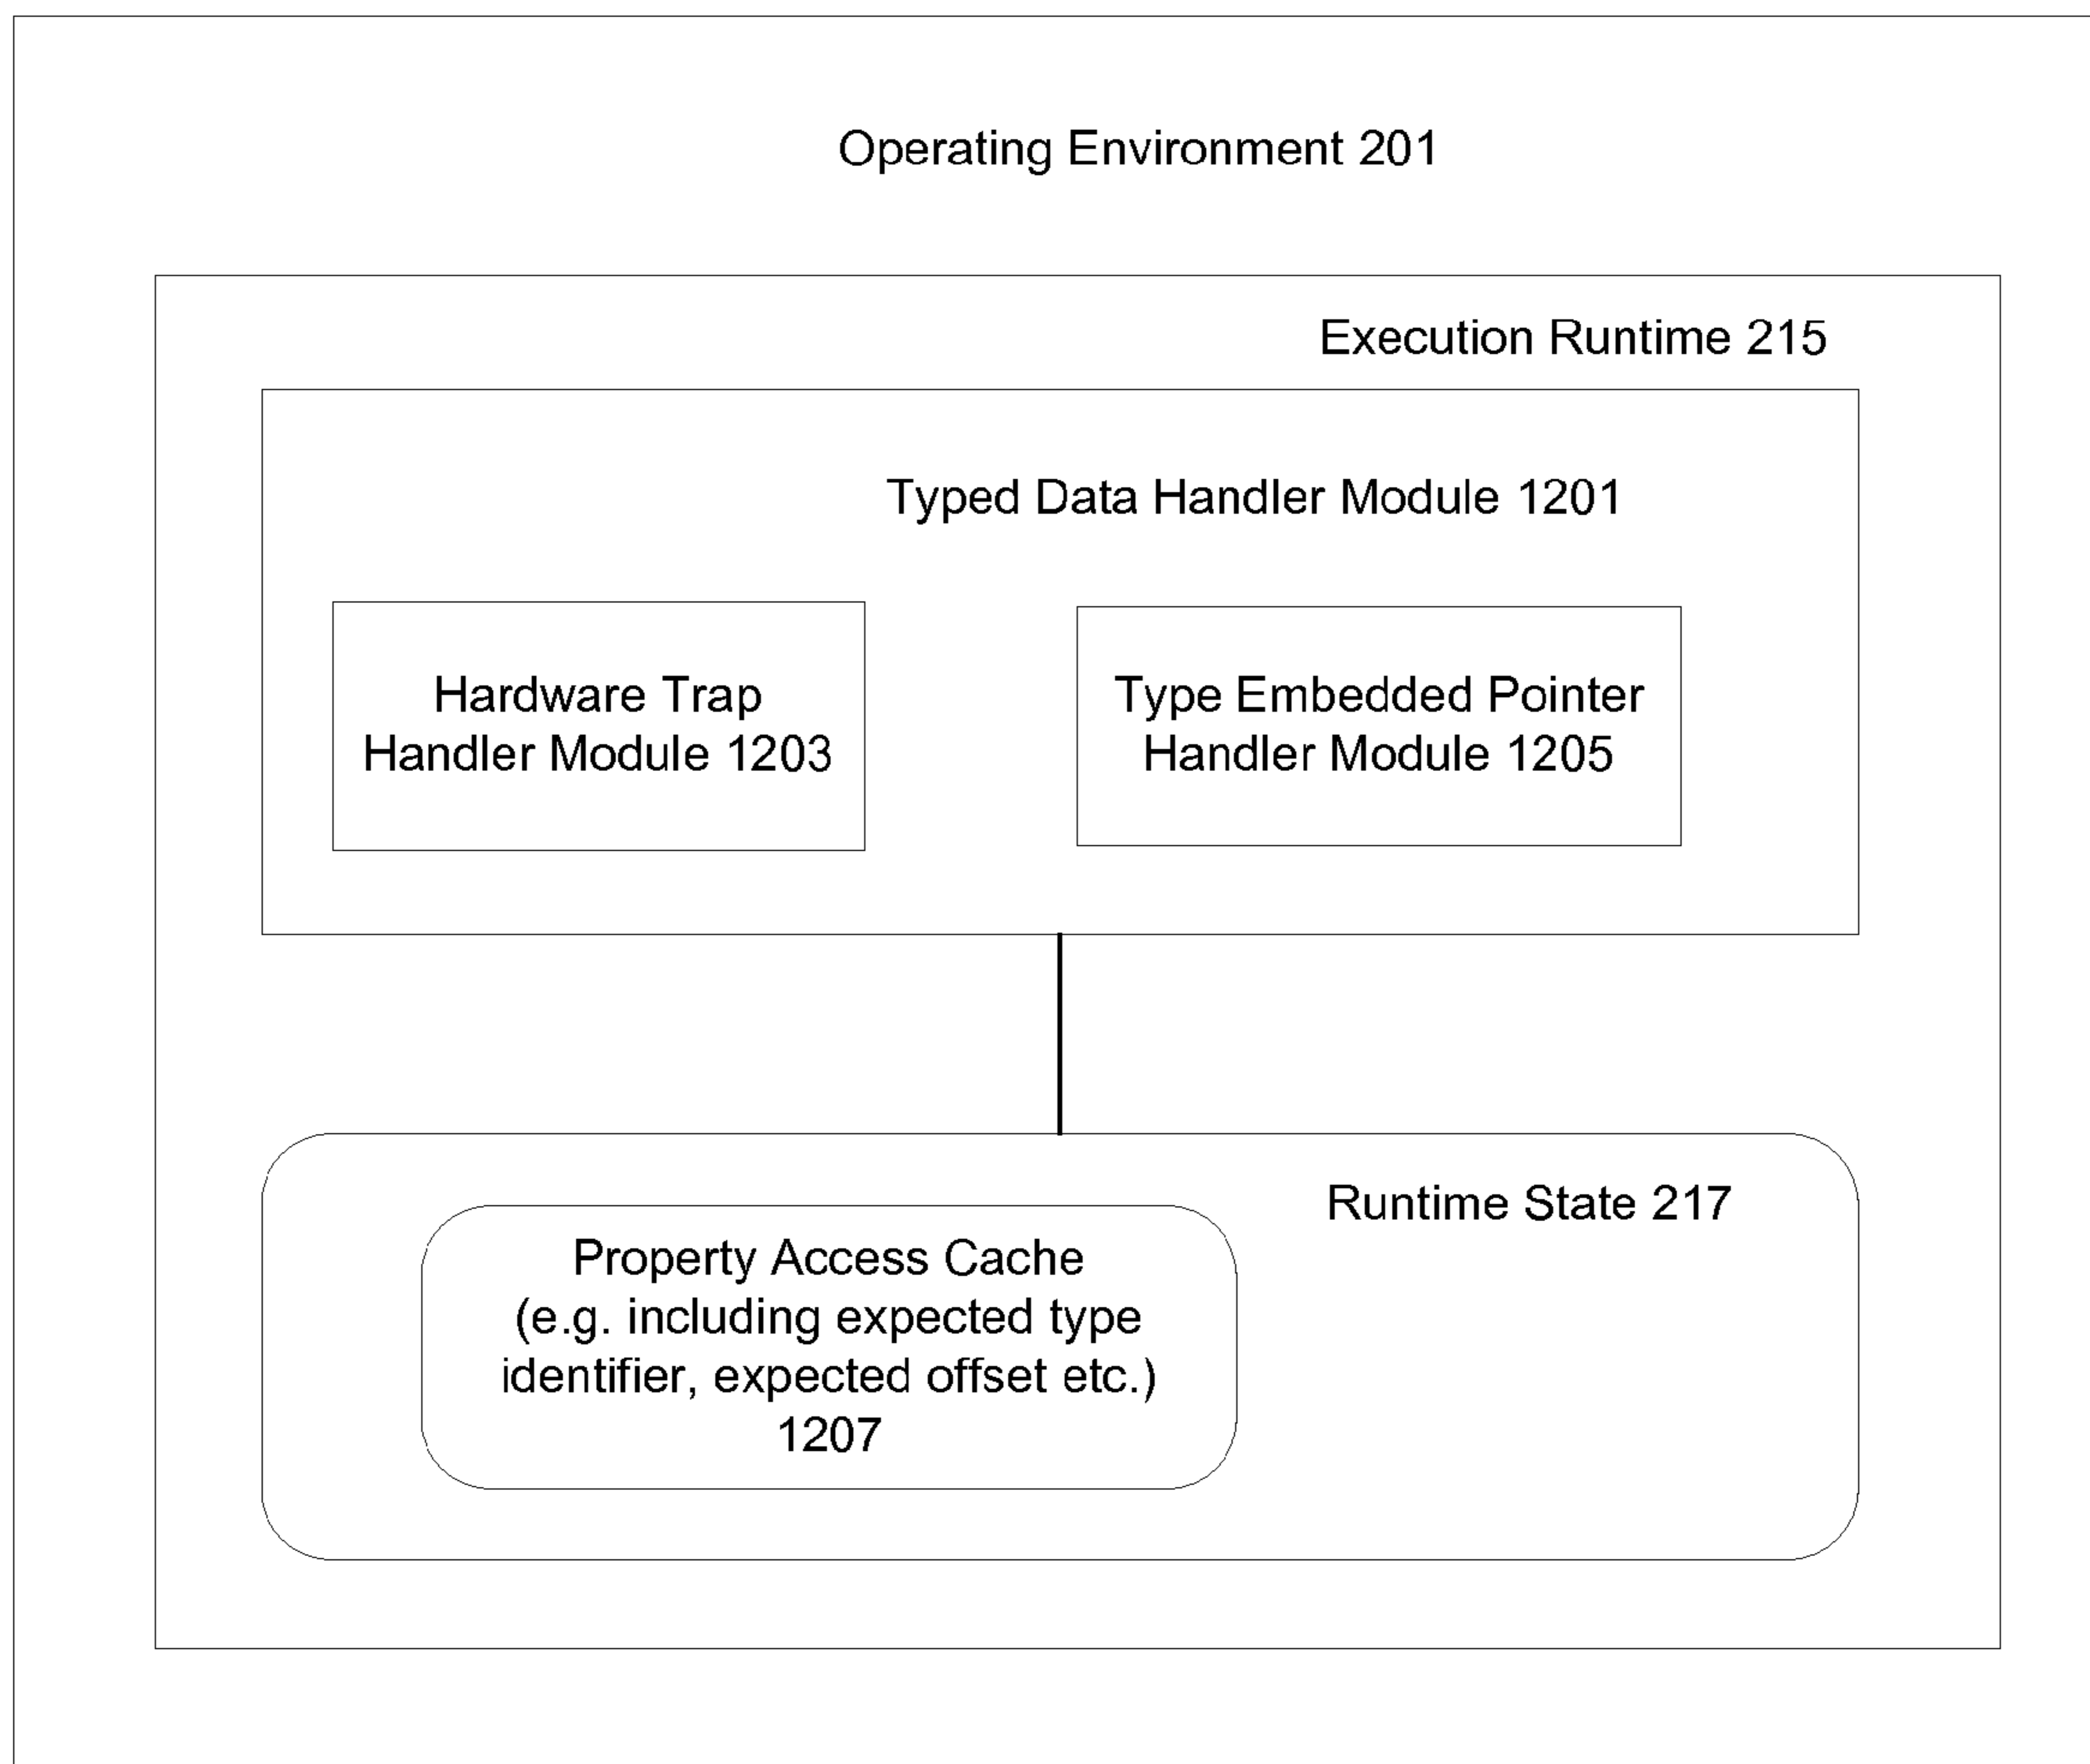 Operating Environment 201
Execution Runtime 215
Typed Data Handler Module 1201
Hardware Trap
Handler Module 1203
Type Embedded Pointer
Handler Module 1205
Runtime State 217
Property Access Cache
(e.g. including expected type
identifier, expected offset etc.)
1207